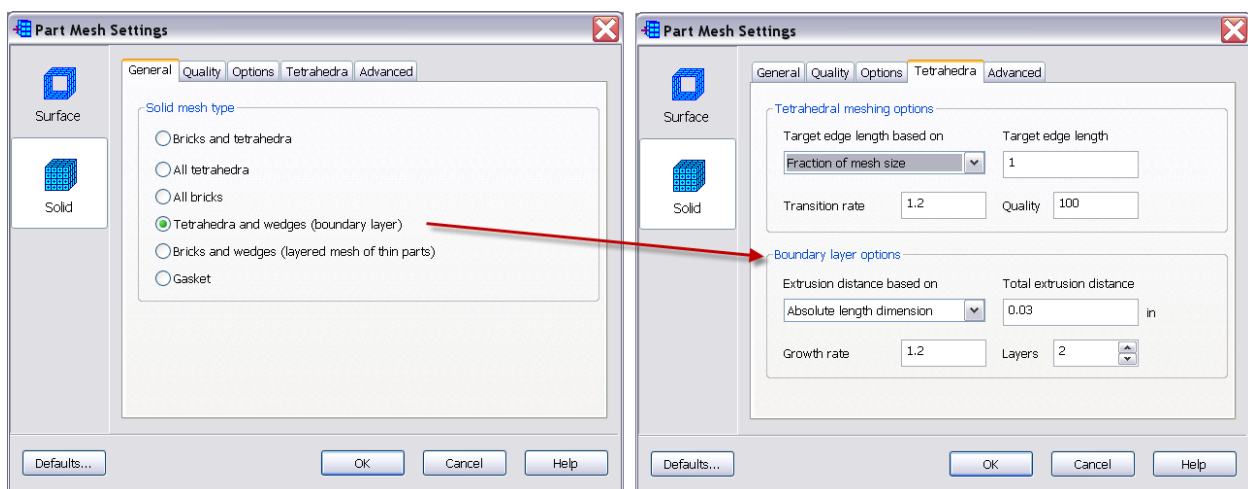 Part Mesh Settings
Surface
Solid
General Quality Options Tetrahedra Advanced
Solid mesh type
Bricks and tetrahedra
All tetrahedra
All bricks
Tetrahedra and wedges (boundary layer)
Bricks and wedges (layered mesh of thin parts)
Gasket
Defaults... OK Cancel Help
Part Mesh Settings
Surface
Solid
General Quality Options Tetrahedra Advanced
Tetrahedral meshing options
Target edge length based on Target edge length
Fraction of mesh size 1
Transition rate 1.2 Quality 100
Boundary layer options
Extrusion distance based on Total extrusion distance
Absolute length dimension 0.03 in
Growth rate 1.2 Layers 2
Defaults... OK Cancel Help